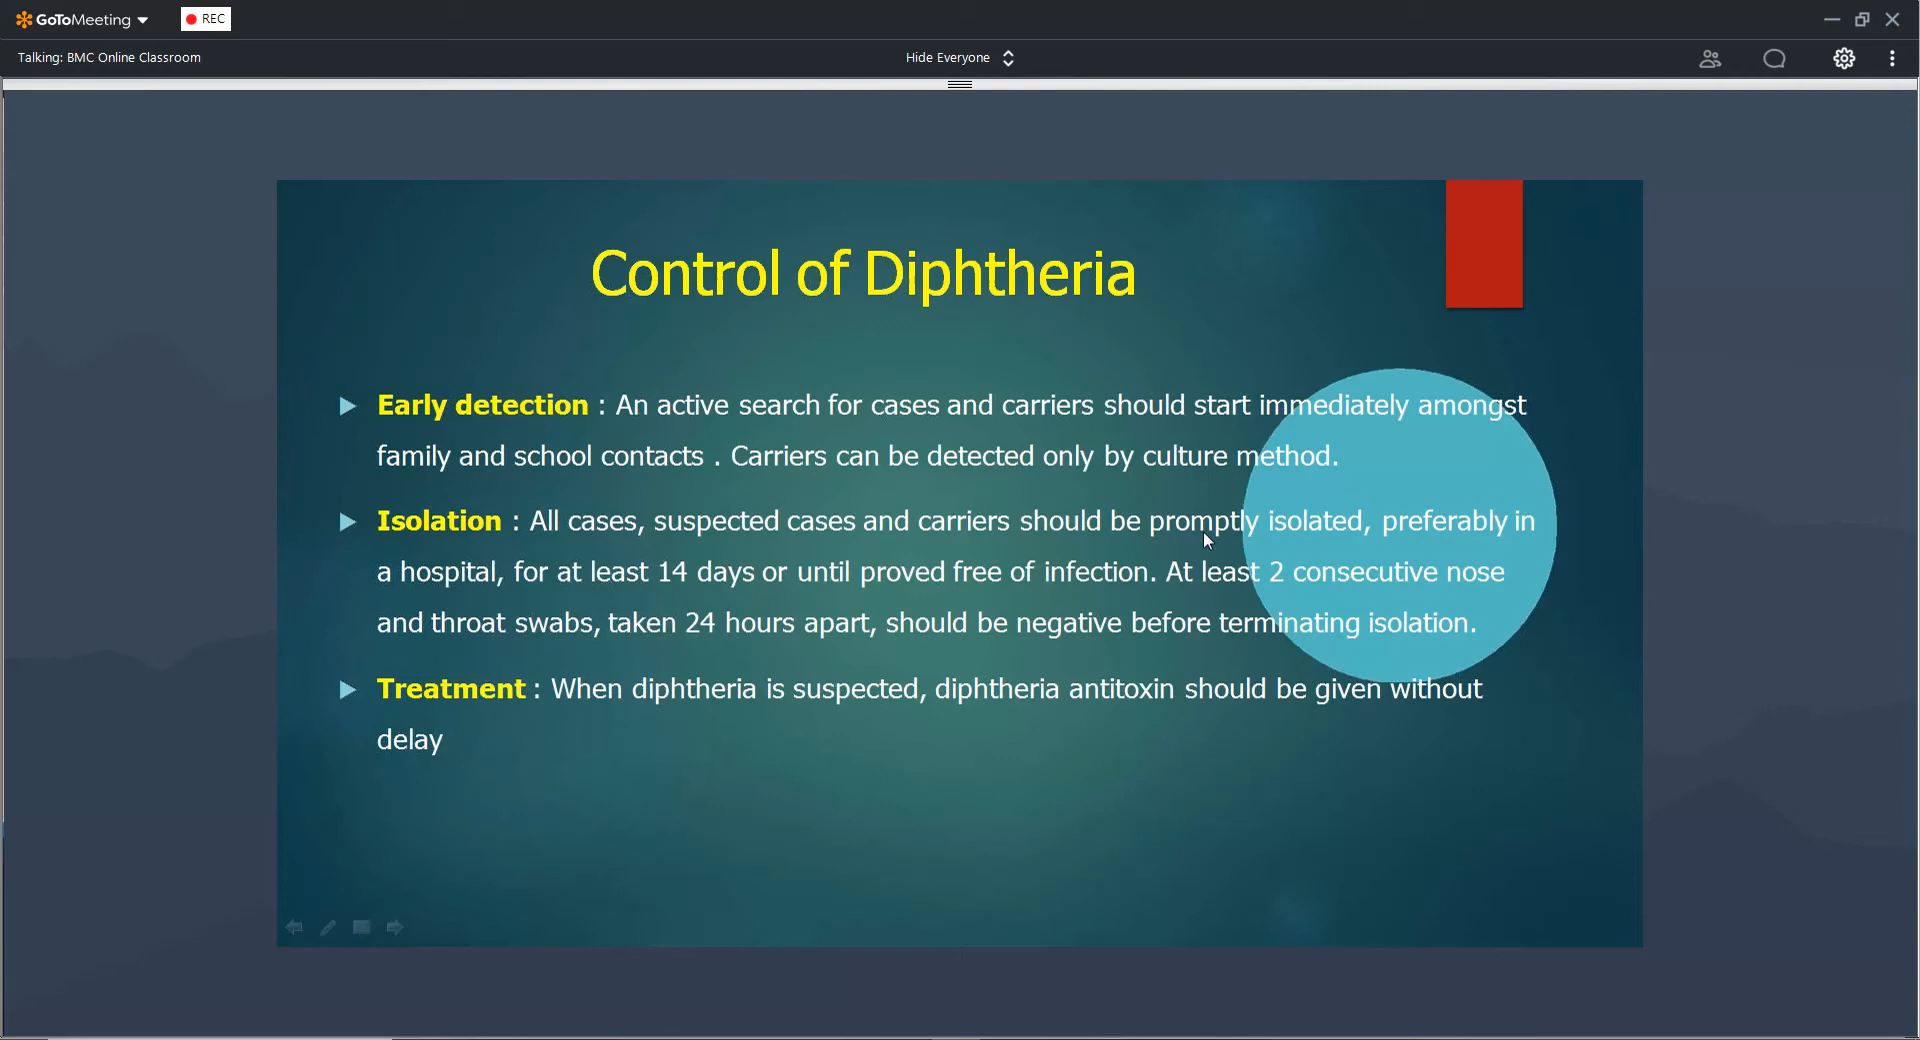 GoToMeeting
REC
Talking: BMC Online Classroom
Hide Everyone
Control of Diphtheria
Early detection : An active search for cases and carriers should start immediately amongst
family and school contacts . Carriers can be detected only by culture method.
Isolation : All cases, suspected cases and carriers should be promptly isolated, preferably in
a hospital, for at least 14 days or until proved free of infection. At least 2 consecutive nose
and throat swabs, taken 24 hours apart, should be negative before terminating isolation.
Treatment : When diphtheria is suspected, diphtheria antitoxin should be given without
delay